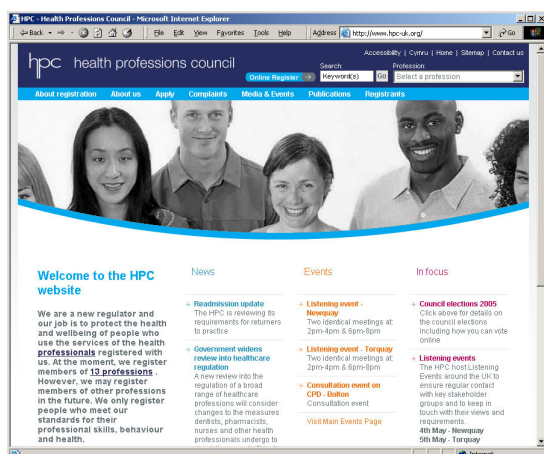 HPC - Health Professions Council - Microsoft Internet Explorer
Back File Edit View Favorites Tools Help Address http://www.hpc-uk.org/ Go
Accessibility | Cymru | Home | Sitemap | Contact us
hpc health professions council
Search: Profession:
Online Register Keyword(s) Go Select a profession
About registration About us Apply Complaints Media & Events Publications Registrants
Welcome to the HPC
website
We are a new regulator and
our job is to protect the health
and wellbeing of people who
use the services of the health
professionals registered with
us. At the moment, we register
members of 13 professions .
However, we may register
members of other professions
in the future. We only register
people who meet our
standards for their
professional skills, behaviour
and health.
News
Readmission update
The HPC is reviewing its
requirements for returners
to practice
Government widens
review into healthcare
regulation
A new review into the
regulation of a broad
range of healthcare
professions will consider
changes to the measures
dentists, pharmacists,
nurses and other health
professionals undergo to
Events
Listening event -
Newquay
Two identical meetings at:
2pm-4pm & 6pm-8pm
Listening event - Torquay
Two identical meetings at:
2pm-4pm & 6pm-8pm
Consultation event on
CPD - Bolton
Consultation event
Visit Main Events Page
In focus
Council elections 2005
Click above for details on
the council elections
including how you can vote
online
Listening events
The HPC host Listening
Events around the UK to
ensure regular contact
with key stakeholder
groups and to keep in
touch with their views and
requirements.
4th May - Newquay
5th May - Torquay
Internet